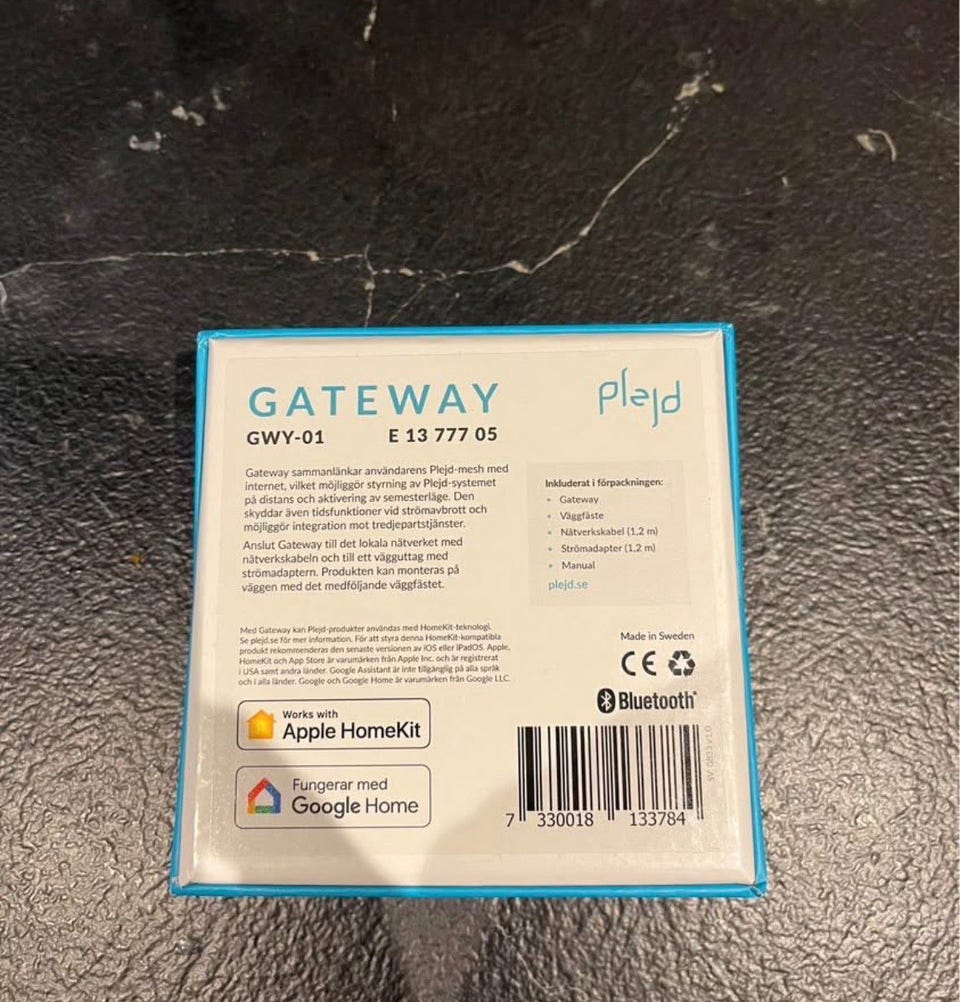 GATEWAY
plejd
GWY-01 E 13 777 05
Gateway sammanlänkar användarens Plejd-mesh med
internet, vilket möjliggör styrning av Plejd-systemet
på distans och aktivering av semesterläge. Den
skyddar även tidsfunktioner vid strömavbrott och
möjliggör integration mot tredjepartstjänster.
Anslut Gateway till det lokala nätverket med
nätverkskabeln och till ett vägguttag med
strömadaptern. Produkten kan monteras på
väggen med det medföljande väggfästet.
Inkluderat i förpackningen:
• Gateway
• Väggfäste
• Nätverkskabel (1,2 m)
• Strömadapter (1,2 m)
• Manual
plejd.se
Med Gateway kan Plejd-produkter användas med HomeKit-teknologi.
Se plejd.se för mer information. För att styra denna HomeKit-kompatibla
produkt rekommenderas den senaste versionen av iOS eller iPadOS. Apple,
HomeKit och App Store är varumärken från Apple Inc. och är registrerat
i USA samt andra länder. Google Assistant är inte tillgänglig på alla språk
och i alla länder. Google och Google Home är varumärken från Google LLC.
Made in Sweden
CE
Bluetooth®
Works with
Apple HomeKit
Fungerar med
Google Home
7 330018 133784